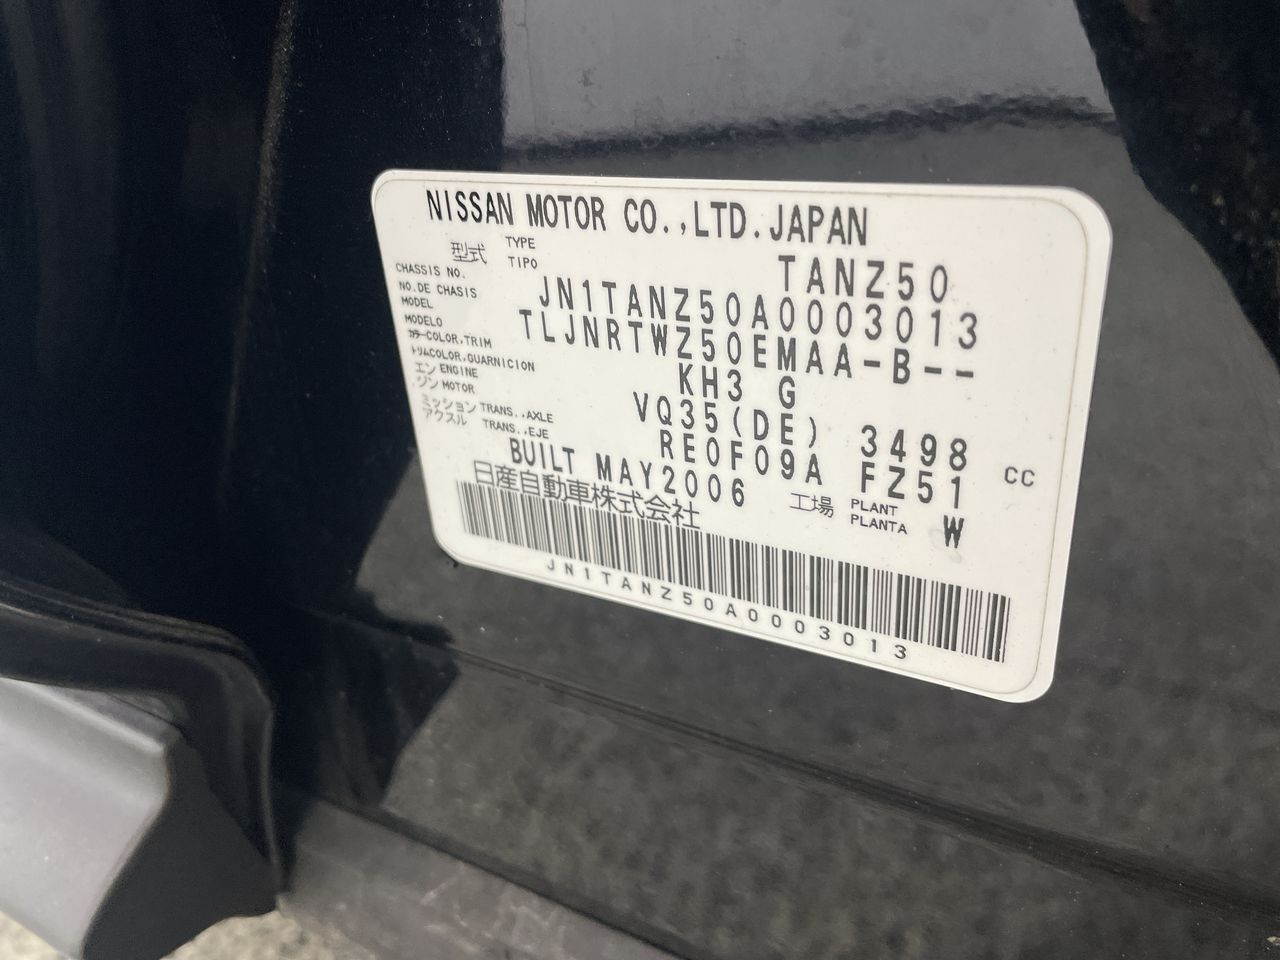 NISSAN MOTOR CO.,LTD.JAPAN
型式 TYPE TIPO TANZ50
CHASSIS NO. NO.DE CHASIS JN1TANZ50A0003013
MODEL MODELO TLJNRTWZ50EMAA-B--
カラー COLOR,TRIM トリム COLOR,GUARNICION KH3 G
エンジン ENGINE MOTOR VQ35(DE) 3498 CC
ミッション アクスル TRANS.,AXLE TRANS.,EJE RE0F09A FZ51
BUILT MAY2006 工場 PLANT PLANTA W
日産自動車株式会社
JN1TANZ50A0003013